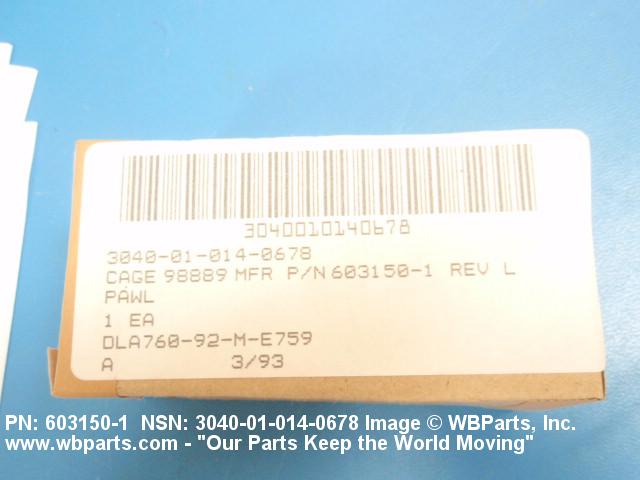 3040010140678
3040-01-014-0678
CAGE 98889 MFR P/N 603150-1 REV L
PAWL
1 EA
DLA760-92-M-E759
A 3/93
PN: 603150-1 NSN: 3040-01-014-0678 Image © WBParts, Inc.
www.wbparts.com - "Our Parts Keep the World Moving"